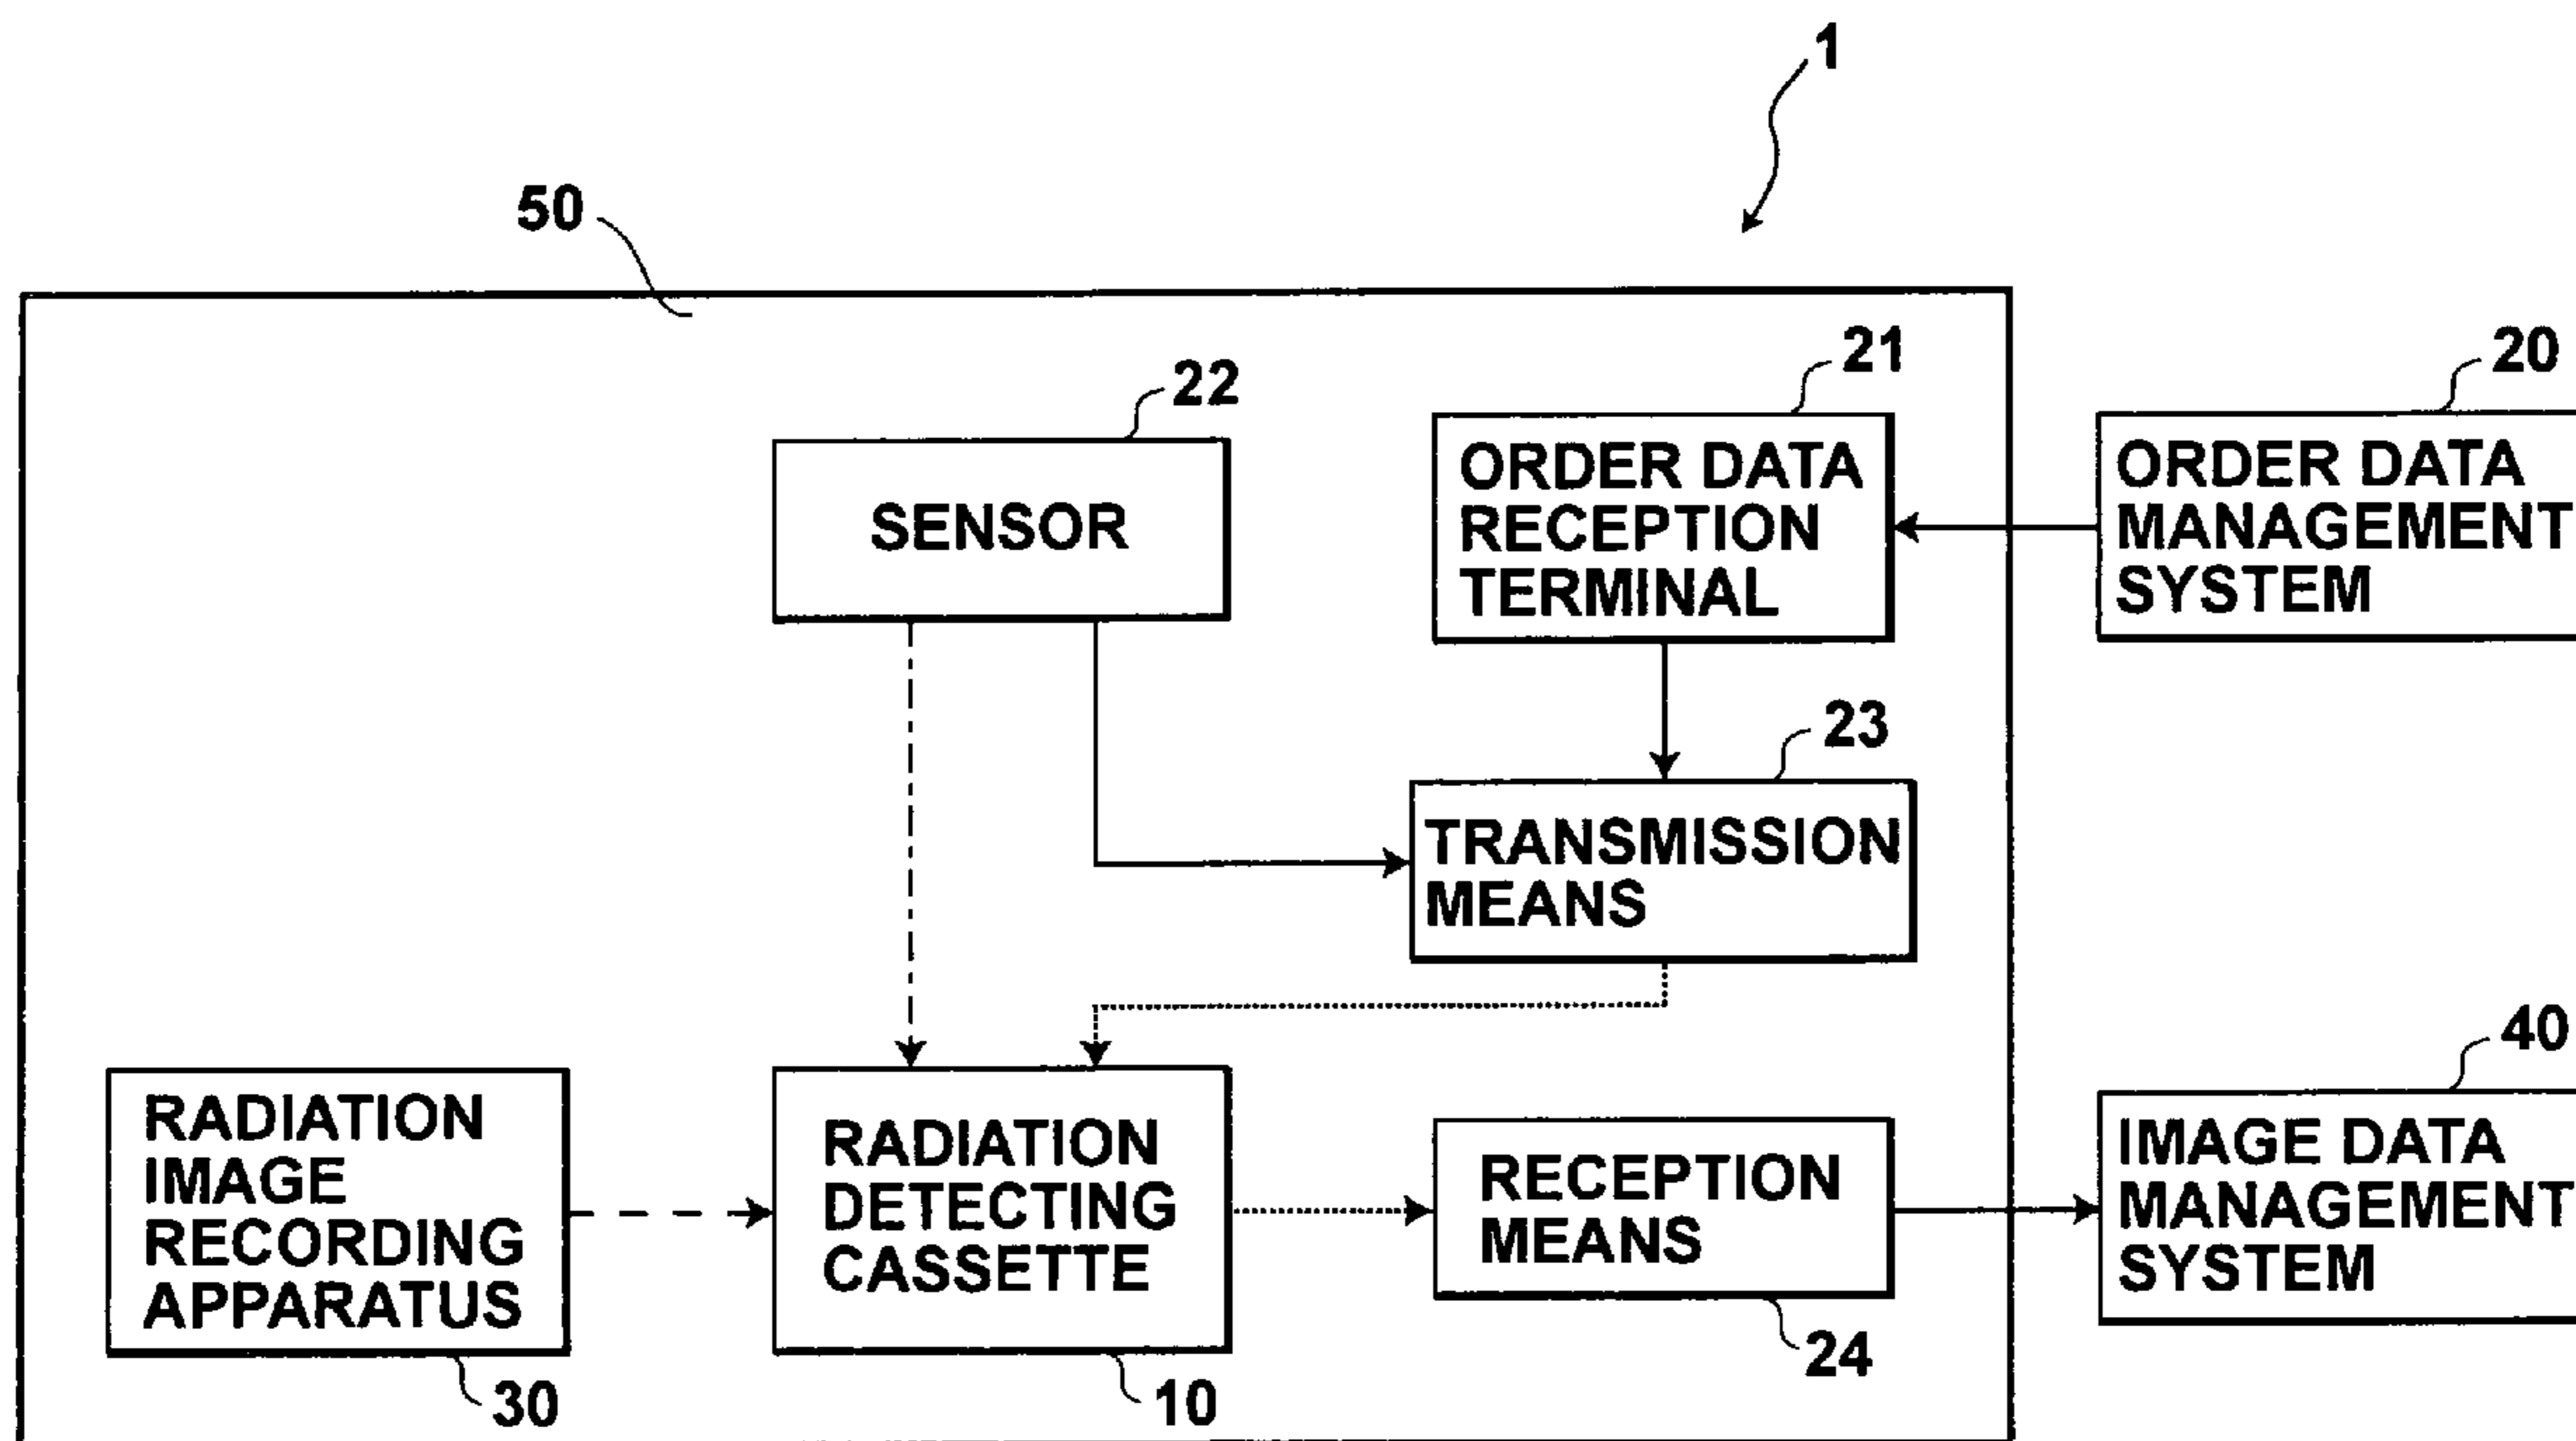 1
50
22
SENSOR
21
ORDER DATA
RECEPTION
TERMINAL
20
ORDER DATA
MANAGEMENT
SYSTEM
23
TRANSMISSION
MEANS
RADIATION
IMAGE
RECORDING
APPARATUS
30
RADIATION
DETECTING
CASSETTE
10
RECEPTION
MEANS
24
40
IMAGE DATA
MANAGEMENT
SYSTEM